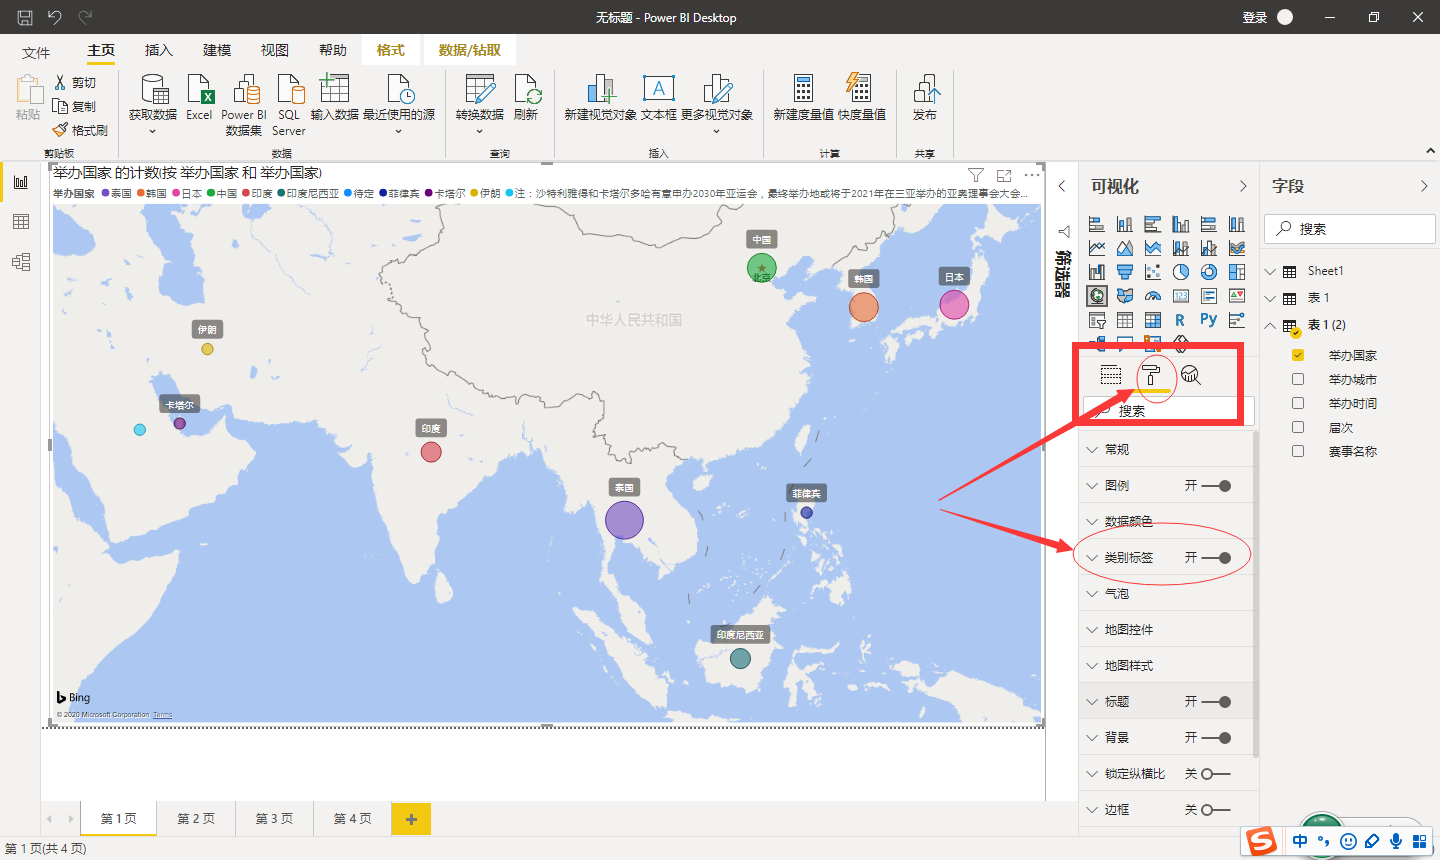 无标题 - Power BI Desktop
登录
文件
主页
插入
建模
视图
帮助
格式
数据/钻取
粘贴
剪切
复制
格式刷
剪贴板
获取数据
Excel
Power BI
数据集
SQL
Server
输入数据
最近使用的源
数据
转换数据
刷新
查询
新建视觉对象
文本框
更多视觉对象
插入
新建度量值
快度量值
计算
发布
共享
举办国家 的计数(按 举办国家 和 举办国家)
举办国家 泰国 韩国 日本 中国 印度 印度尼西亚 待定 菲律宾 卡塔尔 伊朗 注：沙特利雅得和卡塔尔多哈有意申办2030年亚运会，最终举办地或将于2021年在三亚举办的亚奥理事会大会...
中国
北京
韩国
日本
中华人民共和国
伊朗
卡塔尔
印度
泰国
菲律宾
印度尼西亚
Bing
© 2020 Microsoft Corporation Terms
筛选器
可视化
123
R
Py
搜索
常规
图例 开
数据颜色
类别标签 开
气泡
地图控件
地图样式
标题 开
背景 开
锁定纵横比 关
边框 关
字段
搜索
Sheet1
表 1
表 1 (2)
举办国家
举办城市
举办时间
届次
赛事名称
第 1 页
第 2 页
第 3 页
第 4 页
第 1 页(共 4 页)
中